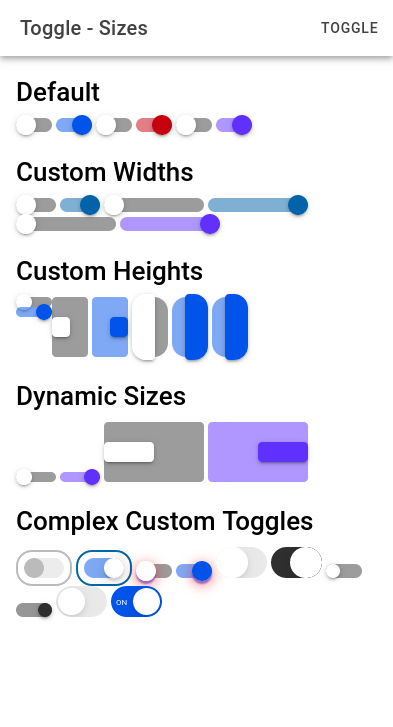 Toggle - Sizes
TOGGLE
Default
Custom Widths
Custom Heights
Dynamic Sizes
Complex Custom Toggles
ON